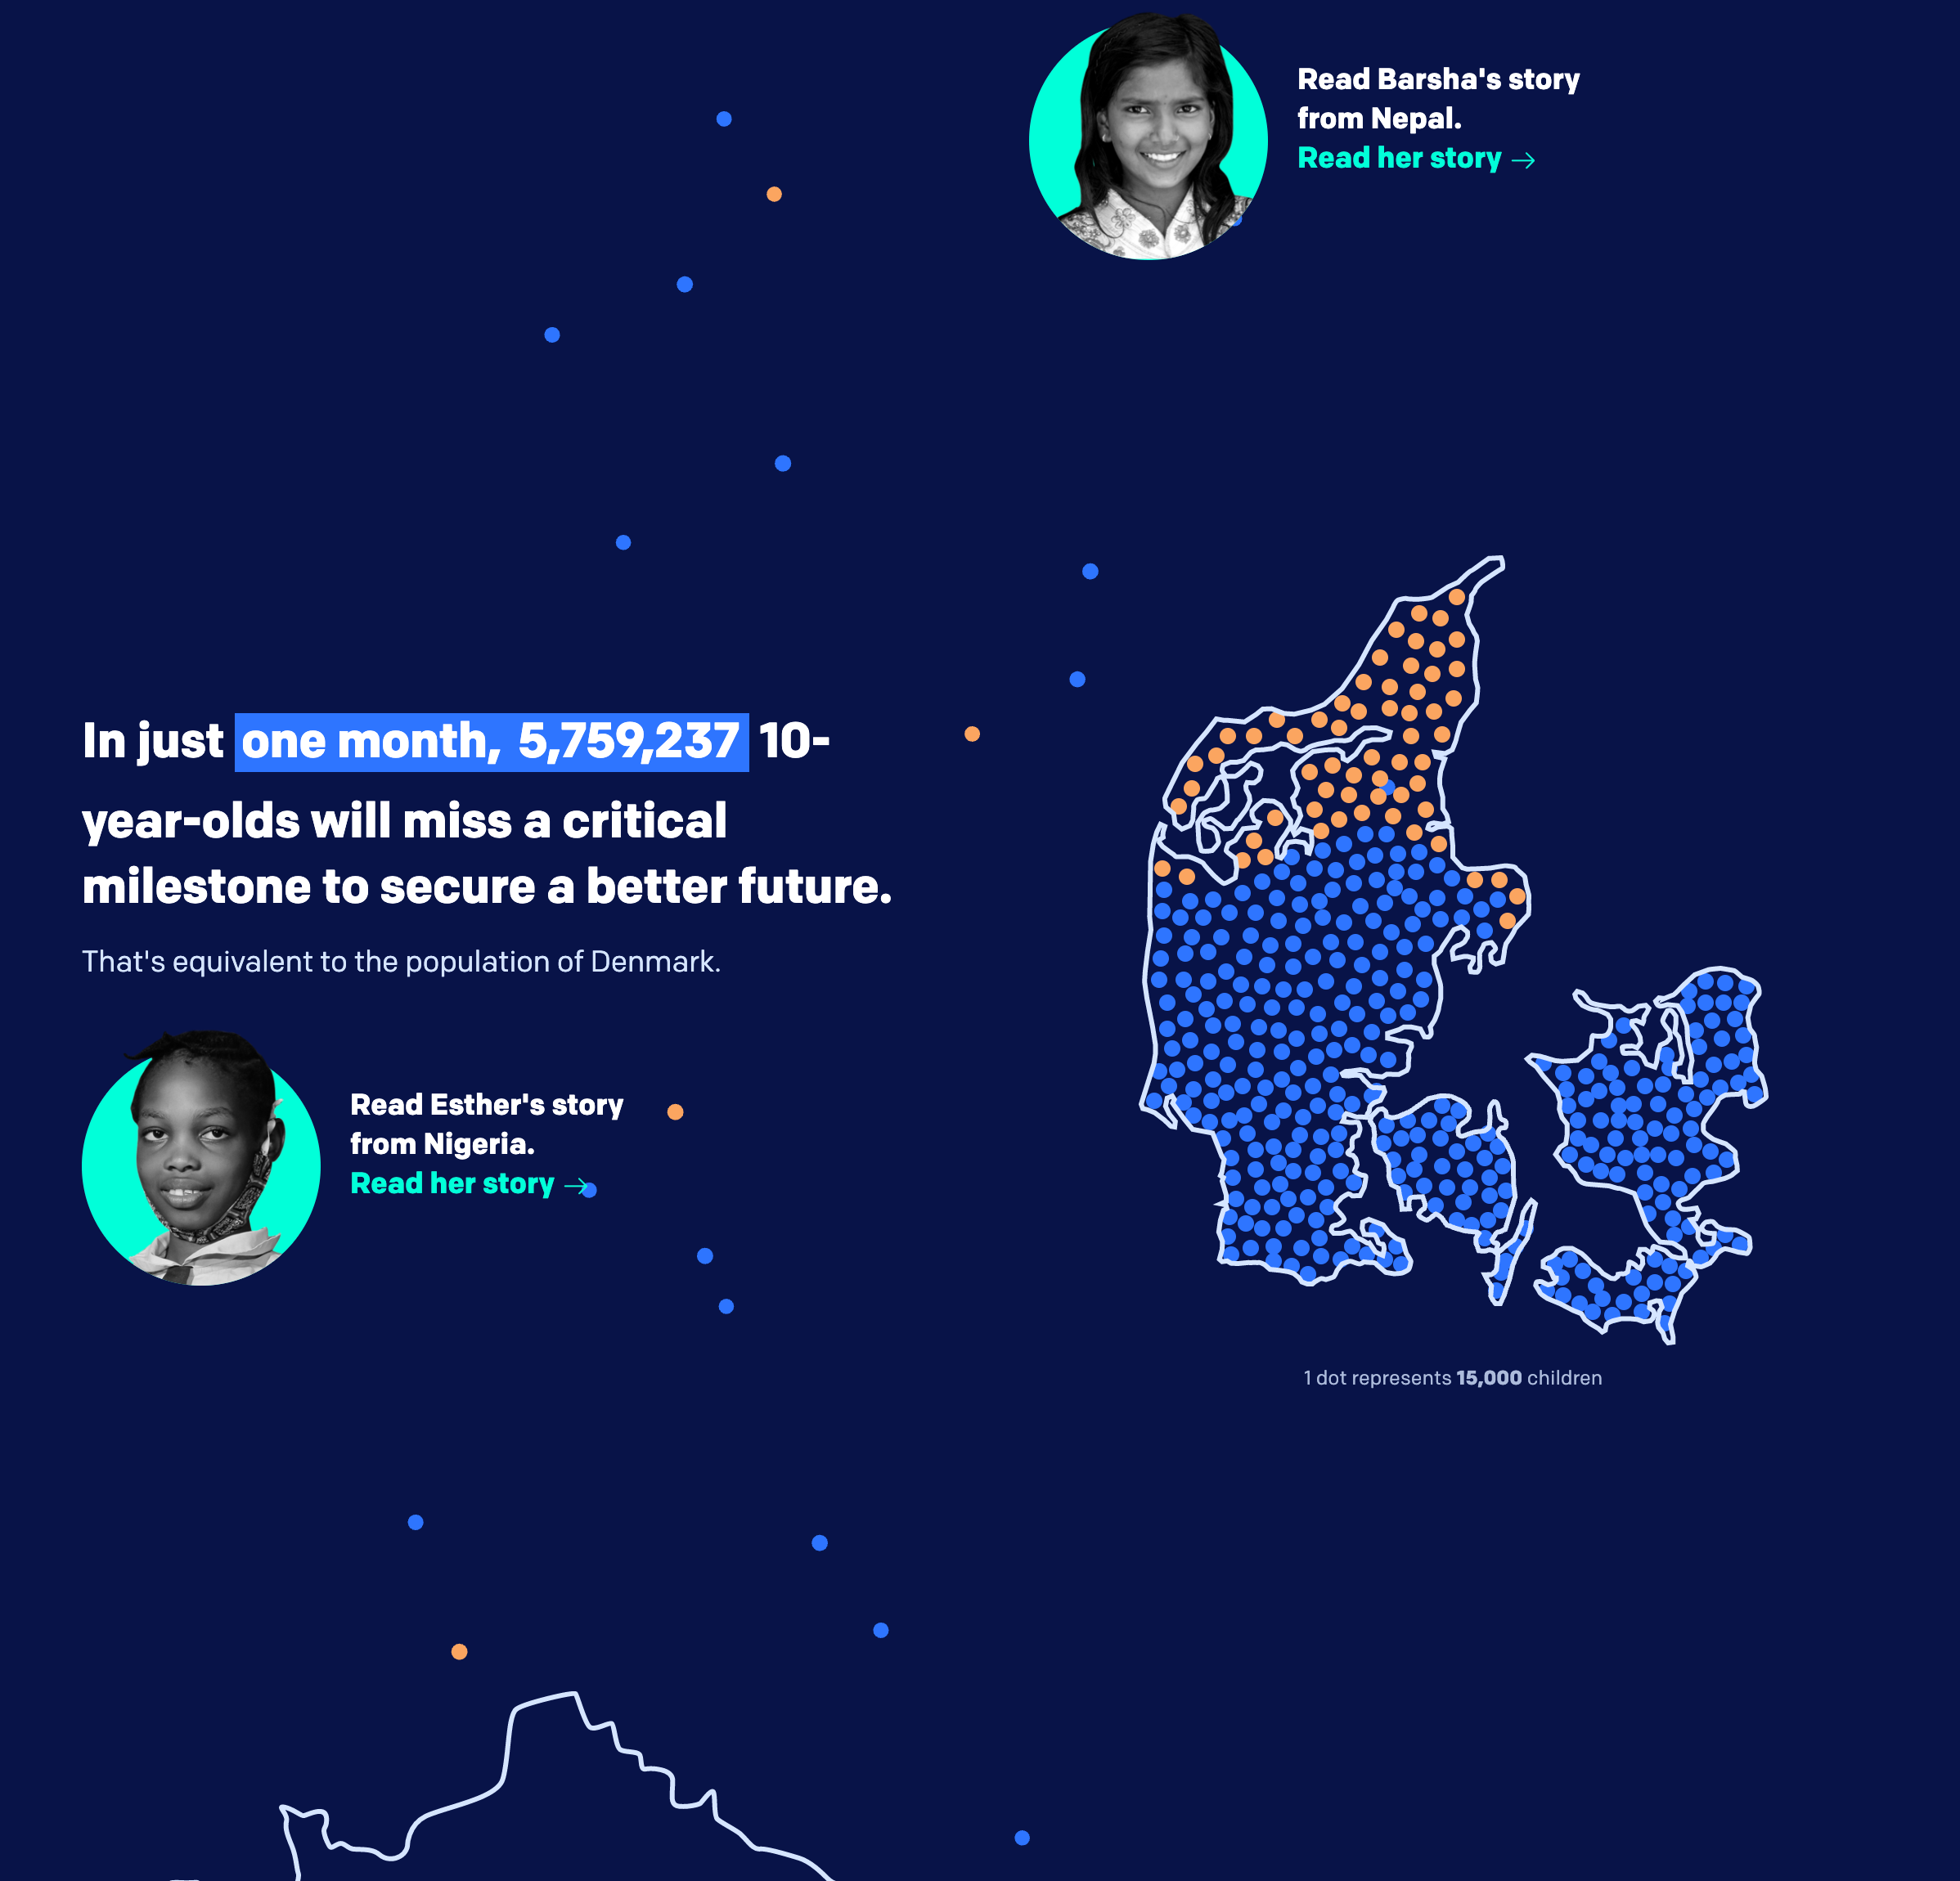 Read Barsha's story
from Nepal.
Read her story →
In just one month, 5,759,237 10-
year-olds will miss a critical
milestone to secure a better future.
That's equivalent to the population of Denmark.
Read Esther's story
from Nigeria.
Read her story →
1 dot represents 15,000 children